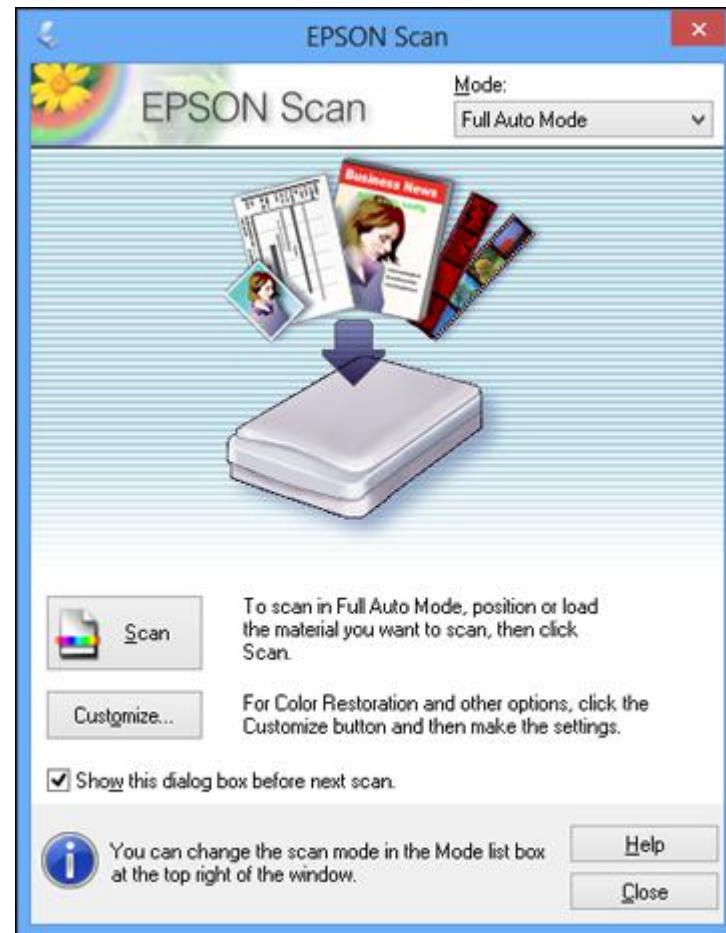 EPSON Scan
EPSON Scan
Mode:
Full Auto Mode
Business News
Scan
To scan in Full Auto Mode, position or load
the material you want to scan, then click
Scan.
Customize...
For Color Restoration and other options, click the
Customize button and then make the settings.
Show this dialog box before next scan.
You can change the scan mode in the Mode list box
at the top right of the window.
Help
Close